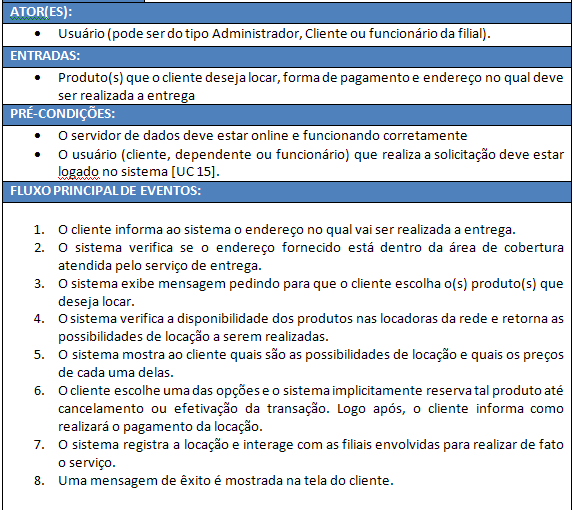 ATOR(ES):
• Usuário (pode ser do tipo Administrador, Cliente ou funcionário da filial).
ENTRADAS:
• Produto(s) que o cliente deseja locar, forma de pagamento e endereço no qual deve
ser realizada a entrega
PRÉ-CONDIÇÕES:
• O servidor de dados deve estar online e funcionando corretamente
• O usuário (cliente, dependente ou funcionário) que realiza a solicitação deve estar
logado no sistema [UC 15].
FLUXO PRINCIPAL DE EVENTOS:
1. O cliente informa ao sistema o endereço no qual vai ser realizada a entrega.
2. O sistema verifica se o endereço fornecido está dentro da área de cobertura
atendida pelo serviço de entrega.
3. O sistema exibe mensagem pedindo para que o cliente escolha o(s) produto(s) que
deseja locar.
4. O sistema verifica a disponibilidade dos produtos nas locadoras da rede e retorna as
possibilidades de locação a serem realizadas.
5. O sistema mostra ao cliente quais são as possibilidades de locação e quais os preços
de cada uma delas.
6. O cliente escolhe uma das opções e o sistema implicitamente reserva tal produto até
cancelamento ou efetivação da transação. Logo após, o cliente informa como
realizará o pagamento da locação.
7. O sistema registra a locação e interage com as filiais envolvidas para realizar de fato
o serviço.
8. Uma mensagem de êxito é mostrada na tela do cliente.